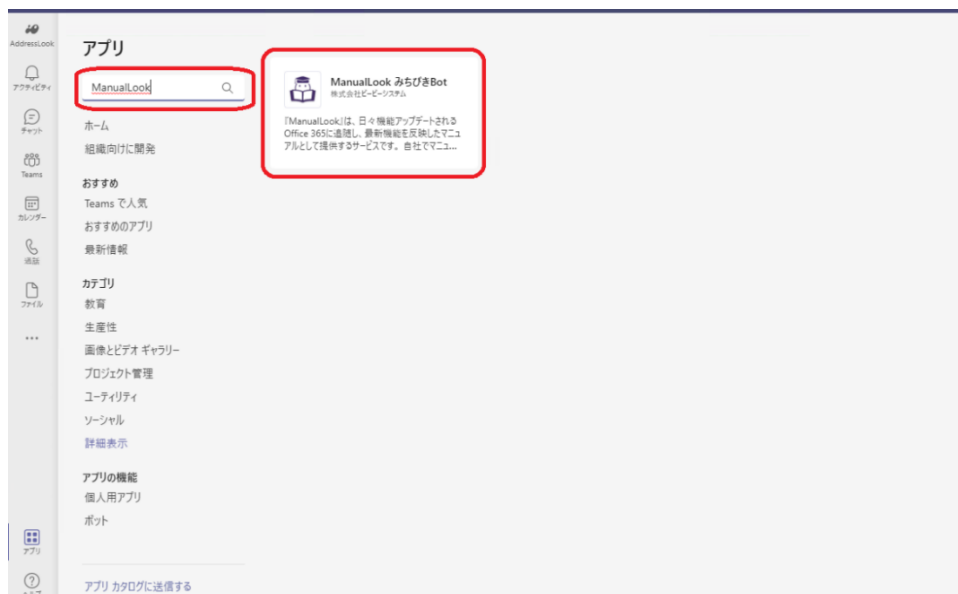 AddressLook
アクティビティ
チャット
Teams
カレンダー
通話
ファイル
...
アプリ
アプリ
ManualLook
ホーム
組織向けに開発
おすすめ
Teams で人気
おすすめのアプリ
最新情報
カテゴリ
教育
生産性
画像とビデオ ギャラリー
プロジェクト管理
ユーティリティ
ソーシャル
詳細表示
アプリの機能
個人用アプリ
ボット
アプリ カタログに送信する
ManualLook みちびきBot
株式会社ピービーシステム
『ManualLook』は、日々機能アップデートされる
Office 365に追随し、最新機能を反映したマニュ
アルとして提供するサービスです。自社でマニュ...